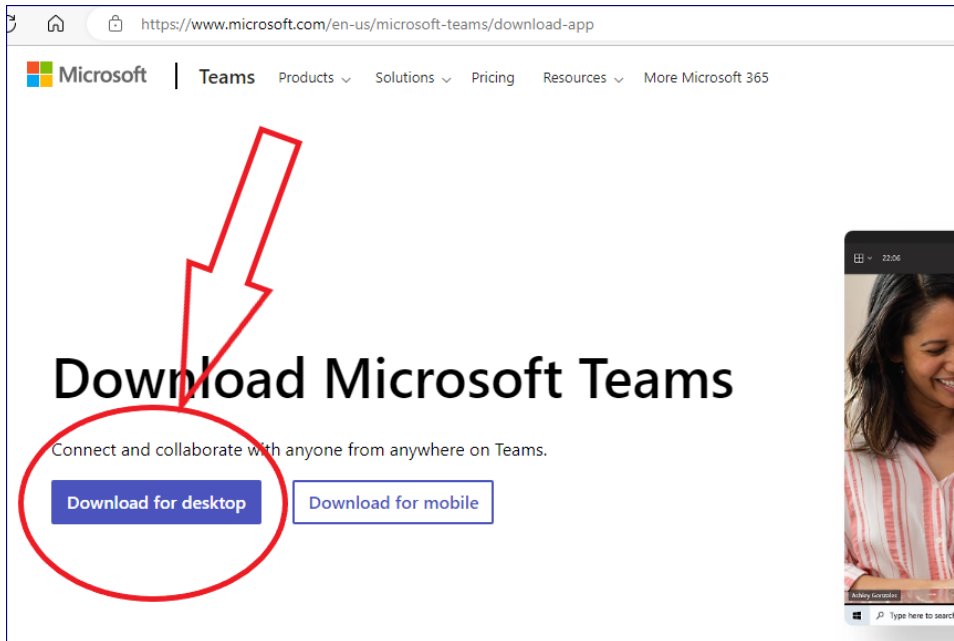 https://www.microsoft.com/en-us/microsoft-teams/download-app
Microsoft Teams Products Solutions Pricing Resources More Microsoft 365
22:06
Download Microsoft Teams
Connect and collaborate with anyone from anywhere on Teams.
Download for desktop Download for mobile
Ashley Gonzales
Type here to search